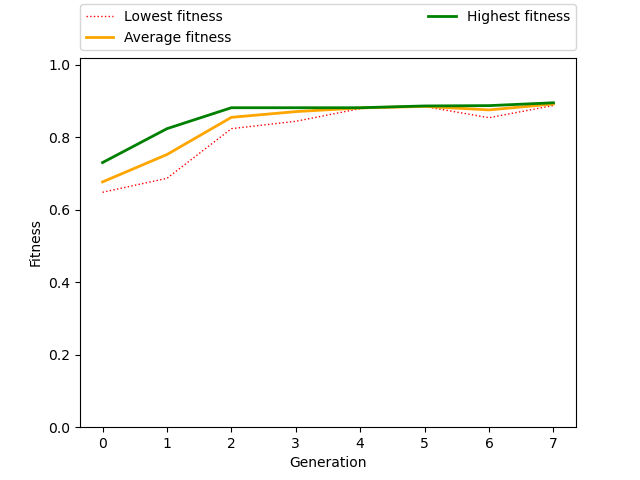 Lowest fitness
Average fitness
Highest fitness
1.0
0.8
0.6
0.4
0.2
0.0
Fitness
0 1 2 3 4 5 6 7
Generation